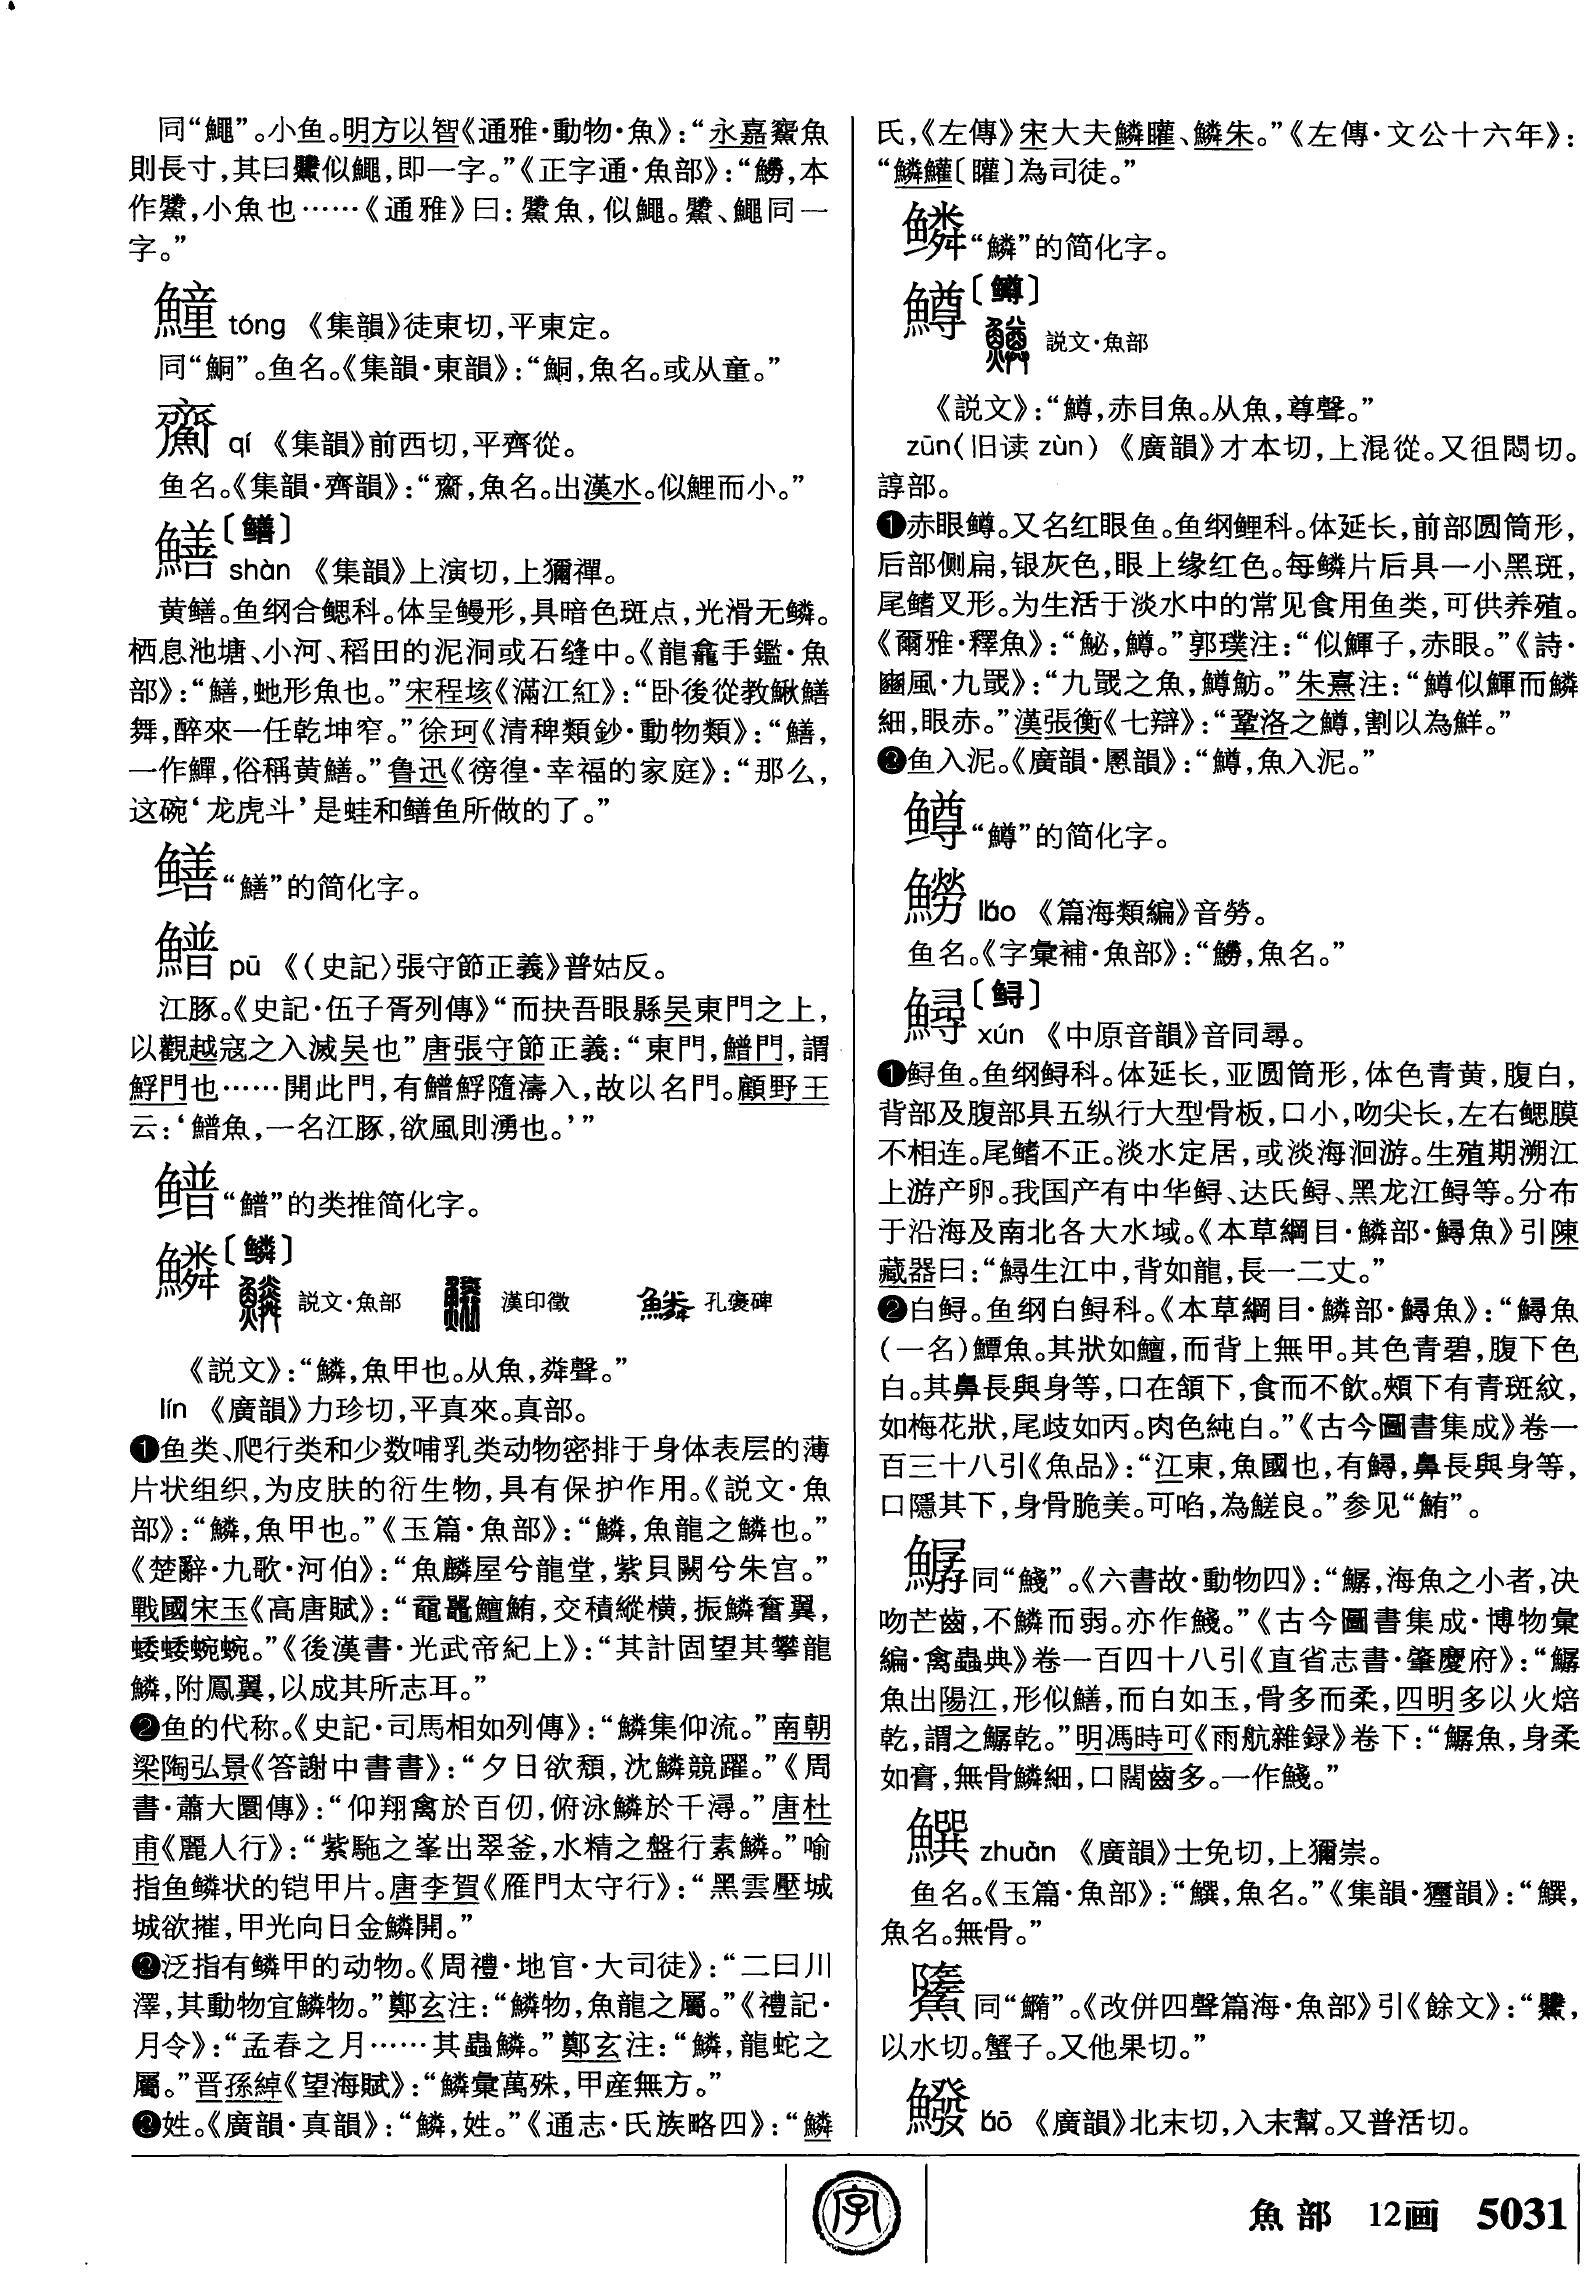 同“鱦”。小鱼。明方以智《通雅·動物·魚》：“永嘉鮺魚
則長寸，其曰鱟似鱦，即一字。”《正字通·魚部》：“鮺，本
作，小魚也……《通雅》曰：魚，似鱦。、鱦同一
字。”
鱦 tóng 《集韻》徒東切，平東定。
同“鮦”。鱼名。《集韻·東韻》：“鮦，魚名。或从童。”
qí 《集韻》前西切，平齊從。
鱼名。《集韻·齊韻》：“，魚名。出漢水。似鯉而小。”
鱔〔鳝〕
shàn 《集韻》上演切，上獮禪。
黄鳝。鱼纲合鳃科。体呈鳗形，具暗色斑点，光滑无鳞。
栖息池塘、小河、稻田的泥洞或石缝中。《龍龕手鑑·魚
部》：“鱔，虵形魚也。”宋程垓《滿江紅》：“卧後從教鰍鱔
舞，醉來一任乾坤窄。”徐珂《清稗類鈔·動物類》：“鱔，
一作鱓，俗稱黄鱔。”鲁迅《徬徨·幸福的家庭》：“那么，
这碗‘龙虎斗’是蛙和鳝鱼所做的了。”
鳝 “鱔”的简化字。
鱛 pū 《〈史記〉張守節正義》普姑反。
江豚。《史記·伍子胥列傳》“而抉吾眼縣吴東門之上，
以觀越寇之入滅吴也”唐張守節正義：“東門，鱛門，謂
鯙門也……開此門，有鱛隨濤入，故以名門。顧野王
云：‘鱛魚，一名江豚，欲風則湧也。’”
“”的类推简化字。
鱗〔鳞〕
説文·魚部 漢印徵 孔褒碑
《説文》：“鱗，魚甲也。从魚，粦聲。”
lín 《廣韻》力珍切，平真來。真部。
❶鱼类、爬行类和少数哺乳类动物密排于身体表层的薄
片状组织，为皮肤的衍生物，具有保护作用。《説文·魚
部》：“鱗，魚甲也。”《玉篇·魚部》：“鱗，魚龍之鱗也。”
《楚辭·九歌·河伯》：“魚鱗屋兮龍堂，紫貝闕兮朱宫。”
戰國宋玉《高唐賦》：“黿鼉鱣鮪，交積縱横，振鱗奮翼，
蜲蜲蜿蜿。”《後漢書·光武帝紀上》：“其計固望其攀龍
鱗，附鳳翼，以成其所志耳。”
❷鱼的代称。《史記·司馬相如列傳》：“鱗集仰流。”南朝
梁陶弘景《答謝中書書》：“夕日欲頹，沈鱗競躍。”《周
書·蕭大圜傳》：“仰翔禽於百仞，俯泳鱗於千潯。”唐杜
甫《麗人行》：“紫駞之峯出翠釜，水精之盤行素鱗。”喻
指鱼鳞状的铠甲片。唐李賀《雁門太守行》：“黑雲壓城
城欲摧，甲光向日金鱗開。”
❸泛指有鳞甲的动物。《周禮·地官·大司徒》：“二曰川
澤，其動物宜鱗物。”鄭玄注：“鱗物，魚龍之屬。”《禮記·
月令》：“孟春之月……其蟲鱗。”鄭玄注：“鱗，龍蛇之
屬。”晋孫綽《望海賦》：“鱗彙萬殊，甲産無方。”
❹姓。《廣韻·真韻》：“鱗，姓。”《通志·氏族略四》：“鱗
氏，《左傳》宋大夫鱗矔、鱗朱。”《左傳·文公十六年》：
“鱗鱹〔矔〕為司徒。”
鳞 “鱗”的简化字。
鱒〔鳟〕
説文·魚部
《説文》：“鱒，赤目魚。从魚，尊聲。”
zūn（旧读 zùn） 《廣韻》才本切，上混從。又徂悶切。
諄部。
❶赤眼鳟。又名红眼鱼。鱼纲鲤科。体延长，前部圆筒形，
后部侧扁，银灰色，眼上缘红色。每鳞片后具一小黑斑，
尾鳍叉形。为生活于淡水中的常见食用鱼类，可供养殖。
《爾雅·釋魚》：“鮅，鱒。”郭璞注：“似鯶子，赤眼。”《詩·
豳風·九罭》：“九罭之魚，鱒魴。”朱熹注：“鱒似鯶而鱗
細，眼赤。”漢張衡《七辯》：“鞏洛之鱒，割以為鮮。”
❷鱼入泥。《廣韻·慁韻》：“鱒，魚入泥。”
鳟 “鱒”的简化字。
lǎo 《篇海類編》音勞。
鱼名。《字彙補·魚部》：“，魚名。”
鱘〔鲟〕
xún 《中原音韻》音同尋。
❶鲟鱼。鱼纲鲟科。体延长，亚圆筒形，体色青黄，腹白，
背部及腹部具五纵行大型骨板，口小，吻尖长，左右鳃膜
不相连。尾鳍不正。淡水定居，或淡海洄游。生殖期溯江
上游产卵。我国产有中华鲟、达氏鲟、黑龙江鲟等。分布
于沿海及南北各大水域。《本草綱目·鱗部·鱘魚》引陳
藏器曰：“鱘生江中，背如龍，長一二丈。”
❷白鲟。鱼纲白鲟科。《本草綱目·鱗部·鱘魚》：“鱘魚
（一名）鱏魚。其狀如鱣，而背上無甲。其色青碧，腹下色
白。其鼻長與身等，口在頷下，食而不飲。頰下有青斑紋，
如梅花狀，尾歧如丙。肉色純白。”《古今圖書集成》卷一
百三十八引《魚品》：“江東，魚國也，有鱘，鼻長與身等，
口隱其下，身骨脆美。可啗，為鮺良。”参见“鮪”。
鱪 同“”。《六書故·動物四》：“，海魚之小者，决
吻芒齒，不鱗而弱。亦作。”《古今圖書集成·博物彙
編·禽蟲典》卷一百四十八引《直省志書·肇慶府》：“
魚出陽江，形似鱔，而白如玉，骨多而柔，四明多以火焙
乾，謂之乾。”明馮時可《雨航雜録》卷下：“魚，身柔
如膏，無骨鱗細，口闊齒多。一作。”
zhuàn 《廣韻》士免切，上獮崇。
鱼名。《玉篇·魚部》：“，魚名。”《集韻·獮韻》：“，
魚名。無骨。”
同“”。《改併四聲篇海·魚部》引《餘文》：“，
以水切。蟹子。又他果切。”
鱍 bō 《廣韻》北末切，入末幫。又普活切。
字
魚部 12画 5031